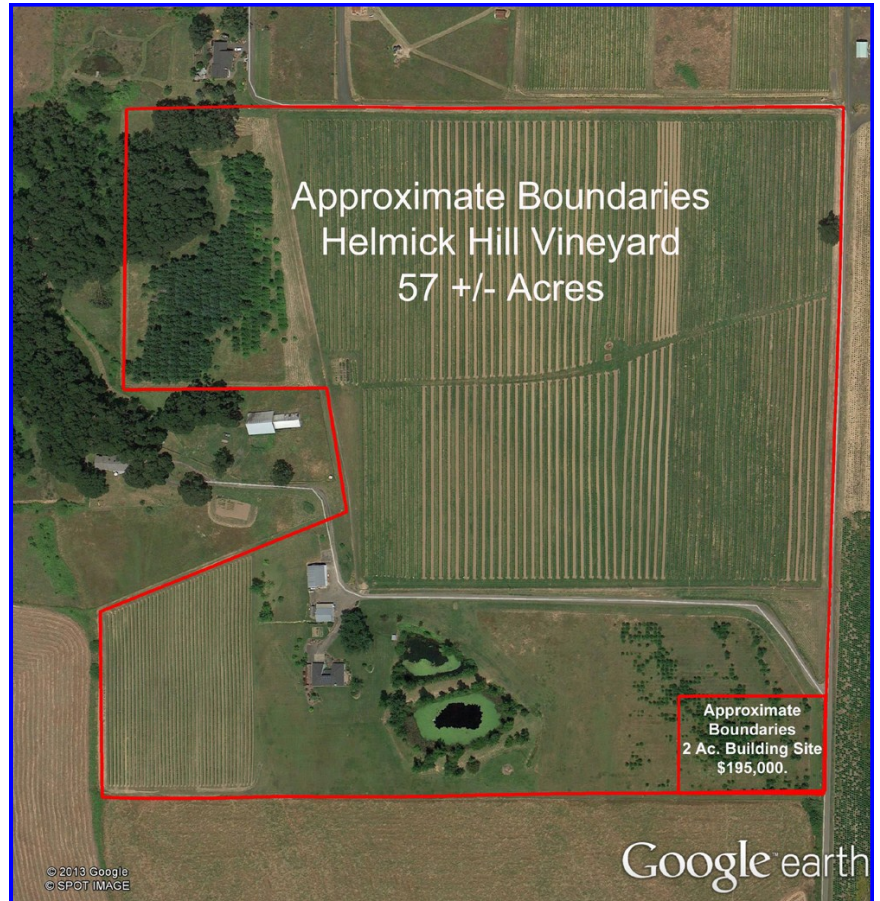 Approximate Boundaries
Helmick Hill Vineyard
57 +/- Acres
Approximate
Boundaries
2 Ac. Building Site
$195,000.
© 2013 Google
© SPOT IMAGE
Google earth